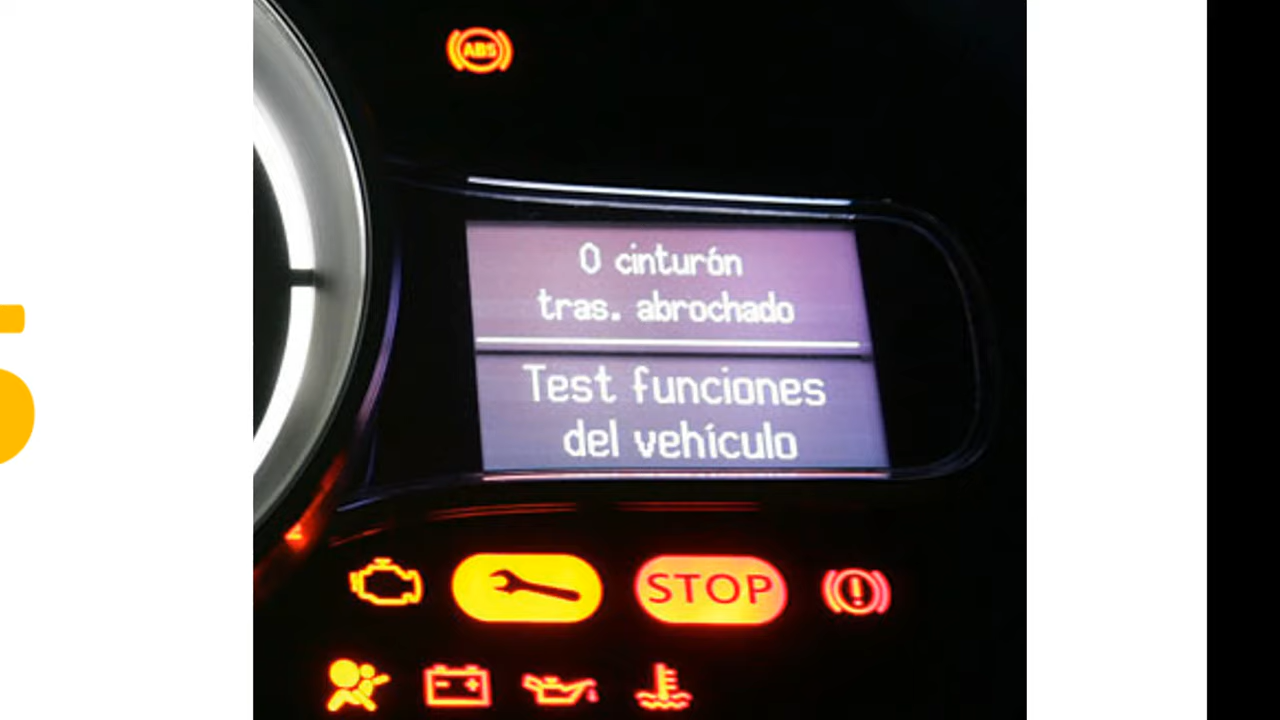 ABS
0 cinturón
tras. abrochado
Test funciones
del vehículo
STOP